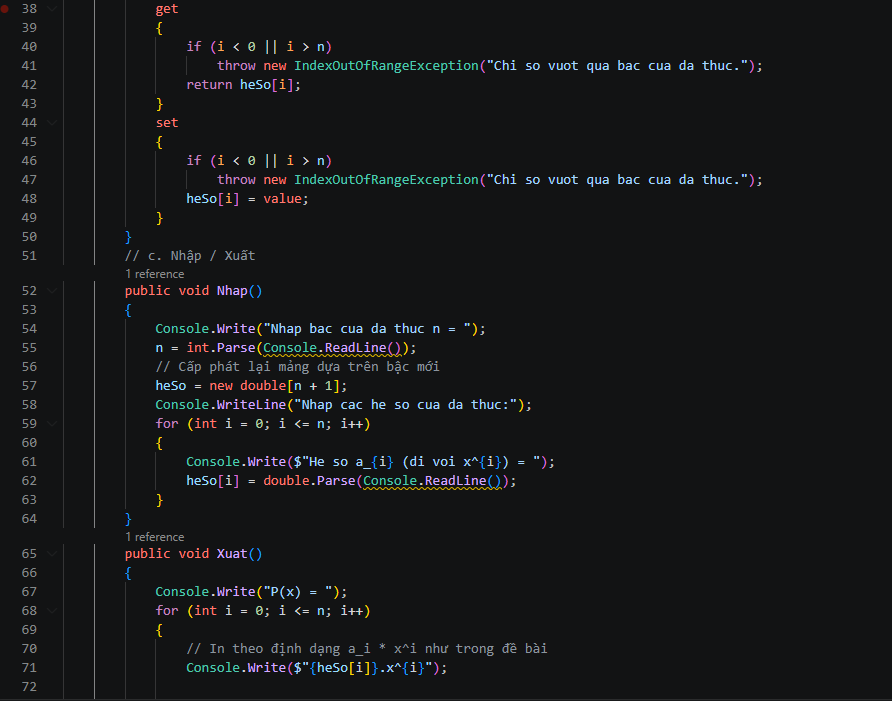 38 get
39 {
40 if (i < 0 || i > n)
41 throw new IndexOutOfRangeException("Chi so vuot qua bac cua da thuc.");
42 return heSo[i];
43 }
44 set
45 {
46 if (i < 0 || i > n)
47 throw new IndexOutOfRangeException("Chi so vuot qua bac cua da thuc.");
48 heSo[i] = value;
49 }
50 }
51 // c. Nhập / Xuất
1 reference
52 public void Nhap()
53 {
54 Console.Write("Nhap bac cua da thuc n = ");
55 n = int.Parse(Console.ReadLine());
56 // Cấp phát lại mảng dựa trên bậc mới
57 heSo = new double[n + 1];
58 Console.WriteLine("Nhap cac he so cua da thuc:");
59 for (int i = 0; i <= n; i++)
60 {
61 Console.Write($"He so a_{i} (di voi x^{i}) = ");
62 heSo[i] = double.Parse(Console.ReadLine());
63 }
64 }
1 reference
65 public void Xuat()
66 {
67 Console.Write("P(x) = ");
68 for (int i = 0; i <= n; i++)
69 {
70 // In theo định dạng a_i * x^i như trong đề bài
71 Console.Write($"{heSo[i]}.x^{i}");
72